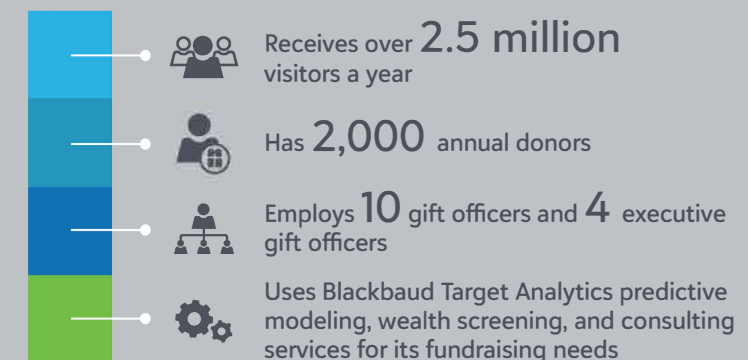 Receives over 2.5 million
visitors a year
Has 2,000 annual donors
Employs 10 gift officers and 4 executive
gift officers
Uses Blackbaud Target Analytics predictive
modeling, wealth screening, and consulting
services for its fundraising needs